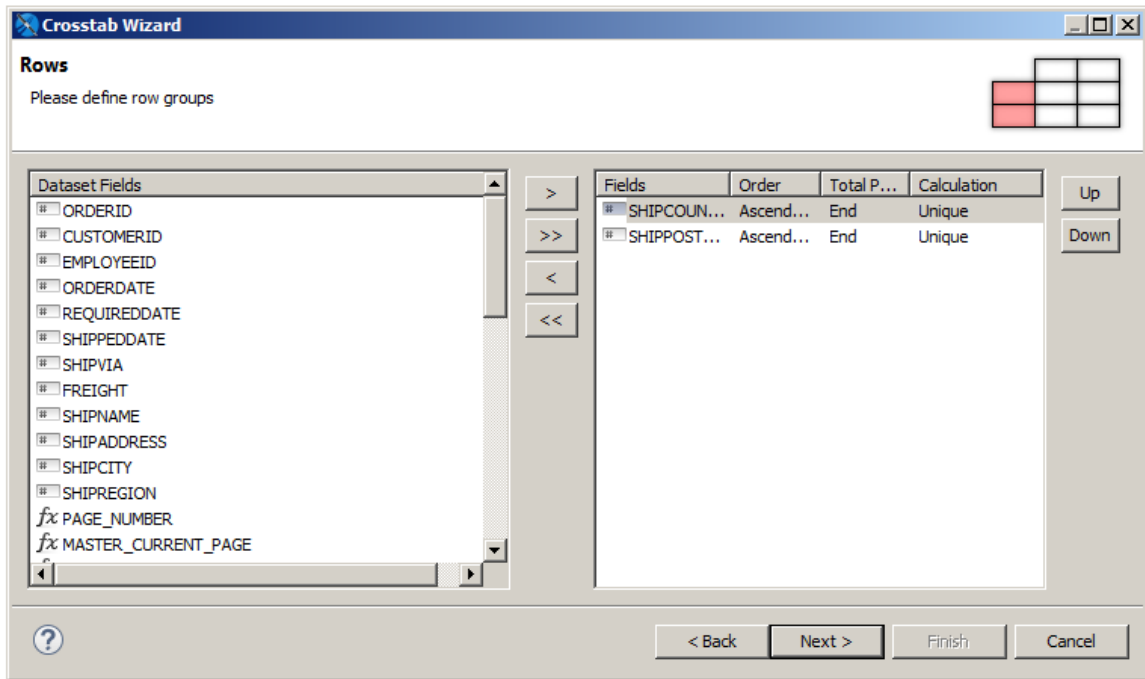 Crosstab Wizard
Rows
Please define row groups
Dataset Fields
ORDERID
CUSTOMERID
EMPLOYEEID
ORDERDATE
REQUIREDDATE
SHIPPEDDATE
SHIPVIA
FREIGHT
SHIPNAME
SHIPADDRESS
SHIPCITY
SHIPREGION
fx PAGE_NUMBER
fx MASTER_CURRENT_PAGE
>
>>
<
<<
Fields Order Total P... Calculation
SHIPCOUN... Ascend... End Unique
SHIPPOST... Ascend... End Unique
Up
Down
?
< Back Next > Finish Cancel